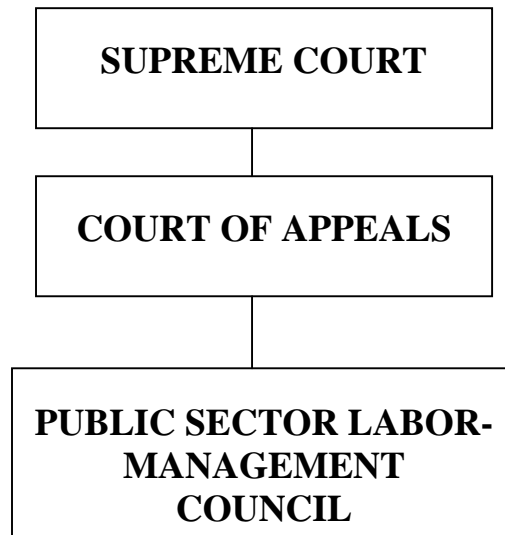 SUPREME COURT
COURT OF APPEALS
PUBLIC SECTOR LABOR-
MANAGEMENT
COUNCIL